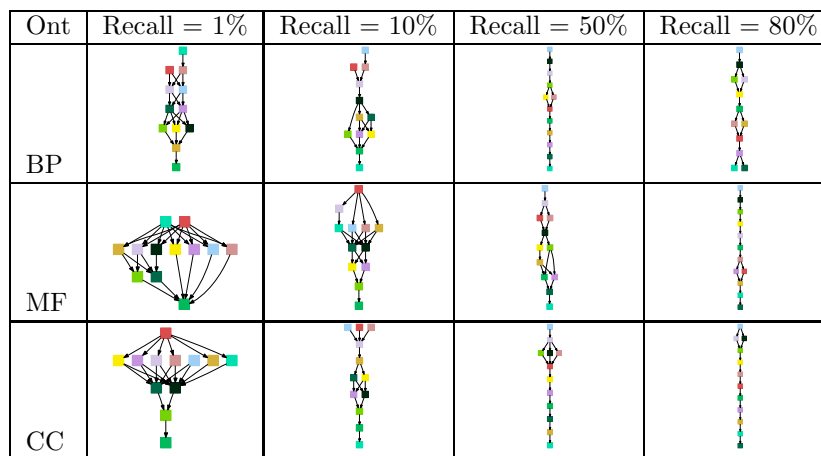 Ont Recall = 1% Recall = 10% Recall = 50% Recall = 80%
BP
MF
CC